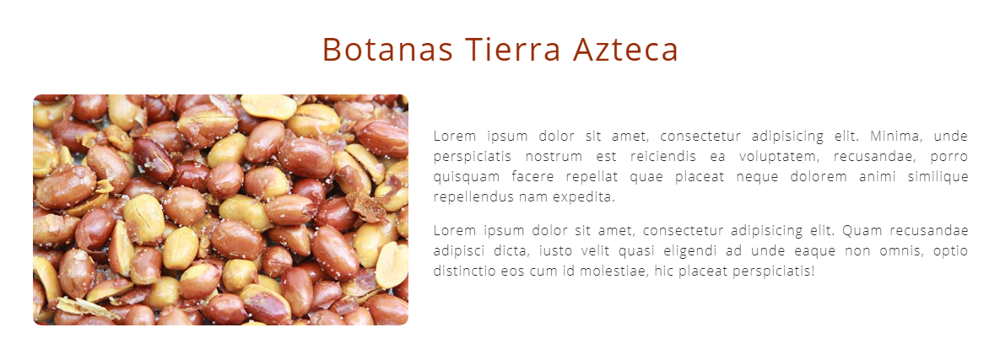 Botanas Tierra Azteca
Lorem ipsum dolor sit amet, consectetur adipisicing elit. Minima, unde
perspiciatis nostrum est reiciendis ea voluptatem, recusandae, porro
quisquam facere repellat quae placeat neque dolorem animi similique
repellendus nam expedita.
Lorem ipsum dolor sit amet, consectetur adipisicing elit. Quam recusandae
adipisci dicta, iusto velit quasi eligendi ad unde eaque non omnis, optio
distinctio eos cum id molestiae, hic placeat perspiciatis!